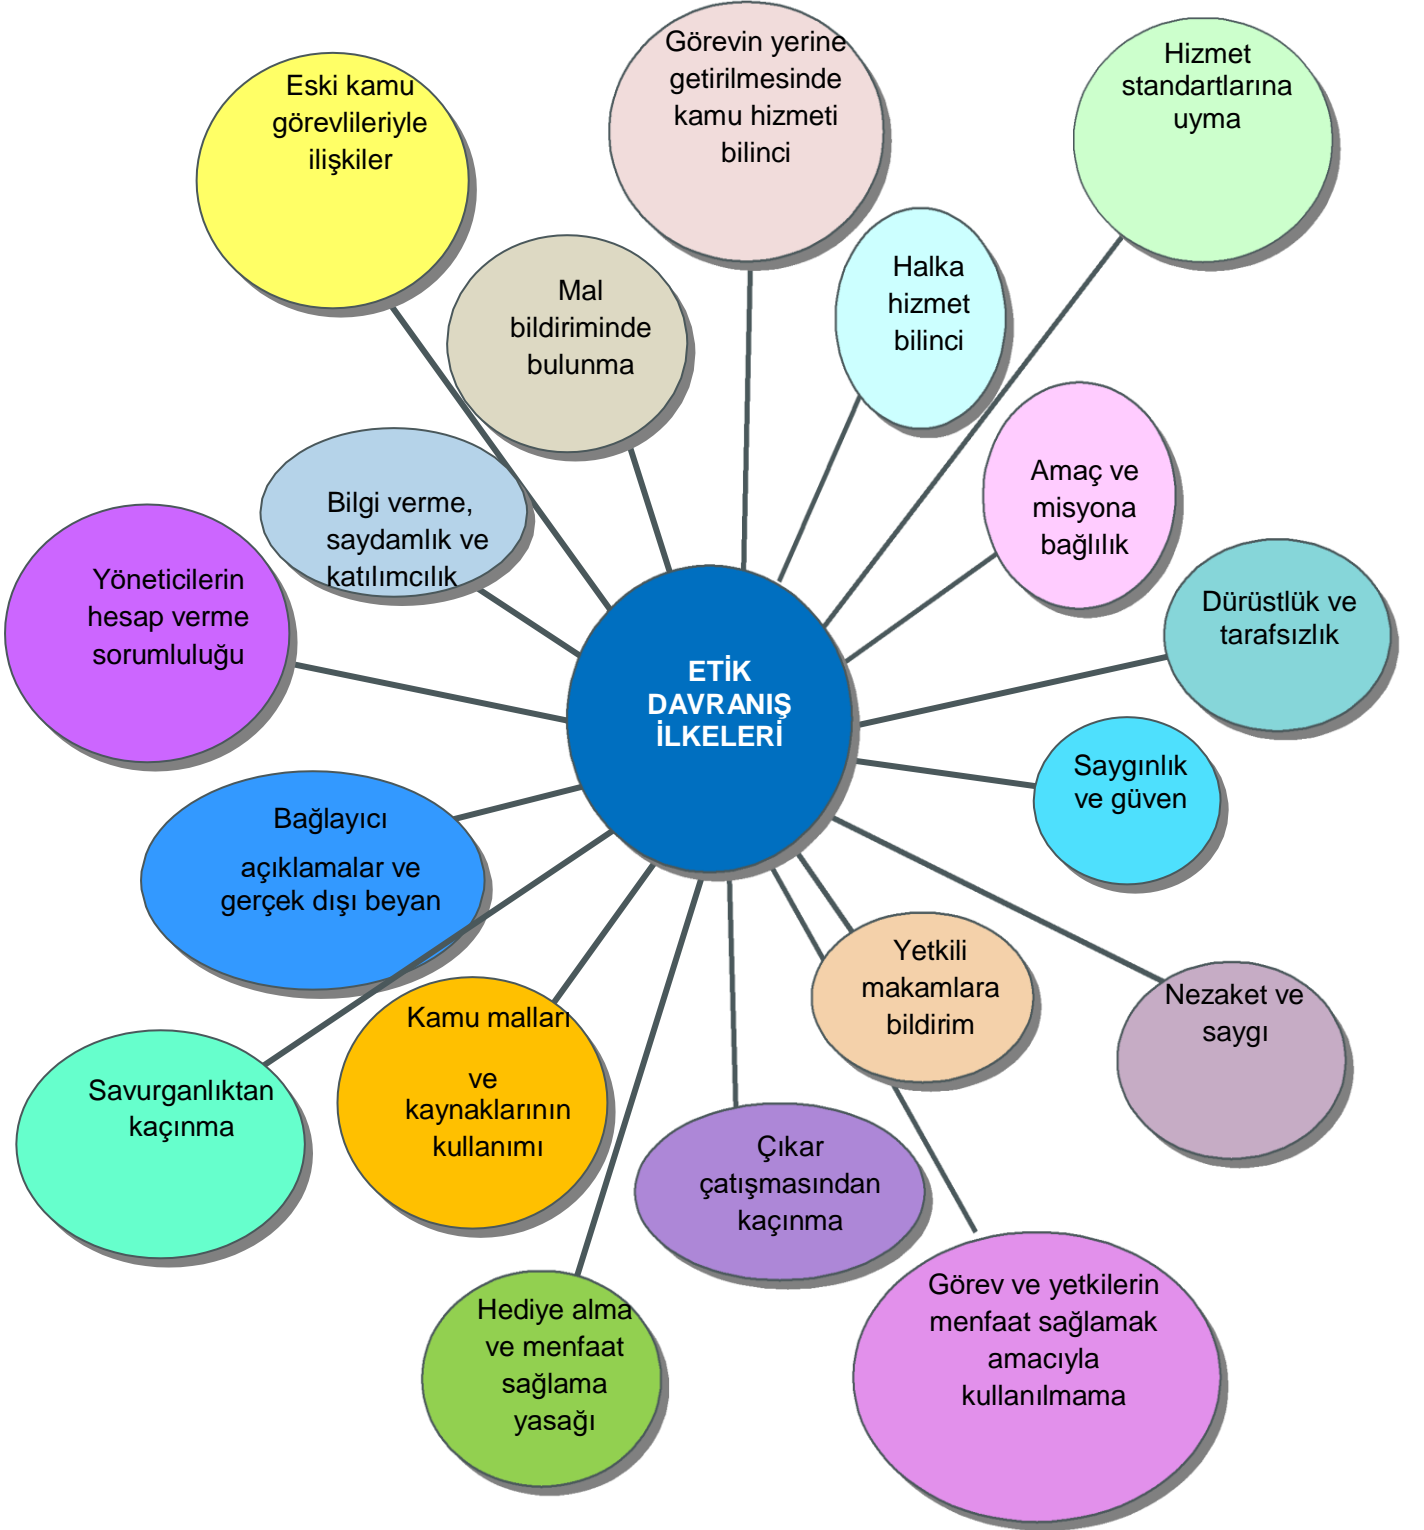 Görevin yerine
getirilmesinde
kamu hizmeti
bilinci
Hizmet
standartlarına
uyma
Eski kamu
görevlileriyle
ilişkiler
Halka
hizmet
bilinci
Mal
bildiriminde
bulunma
Amaç ve
misyona
bağlılık
Bilgi verme,
saydamlık ve
katılımcılık
Yöneticilerin
hesap verme
sorumluluğu
Dürüstlük ve
tarafsızlık
ETİK
DAVRANIŞ
İLKELERİ
Saygınlık
ve güven
Bağlayıcı
açıklamalar ve
gerçek dışı beyan
Yetkili
makamlara
bildirim
Nezaket ve
saygı
Kamu malları
ve
kaynaklarının
kullanımı
Savurganlıktan
kaçınma
Çıkar
çatışmasından
kaçınma
Hediye alma
ve menfaat
sağlama
yasağı
Görev ve yetkilerin
menfaat sağlamak
amacıyla
kullanılmama